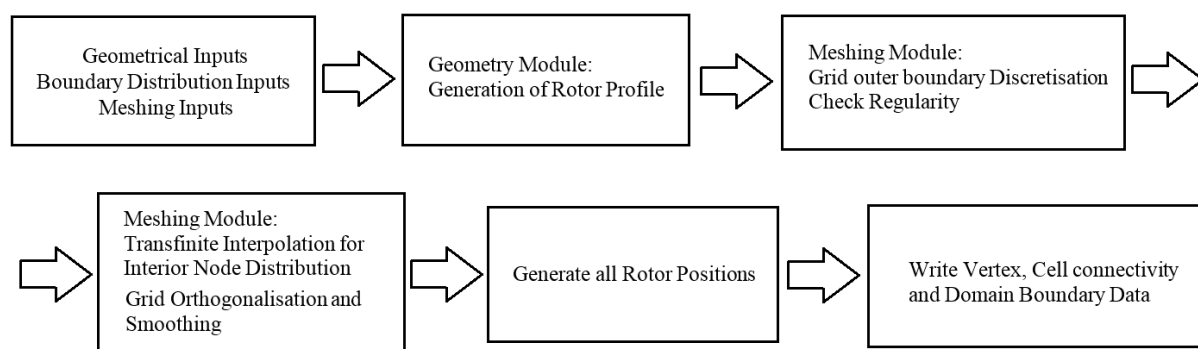 Geometrical Inputs
Boundary Distribution Inputs
Meshing Inputs
Geometry Module:
Generation of Rotor Profile
Meshing Module:
Grid outer boundary Discretisation
Check Regularity
Meshing Module:
Transfinite Interpolation for
Interior Node Distribution
Grid Orthogonalisation and
Smoothing
Generate all Rotor Positions
Write Vertex, Cell connectivity
and Domain Boundary Data